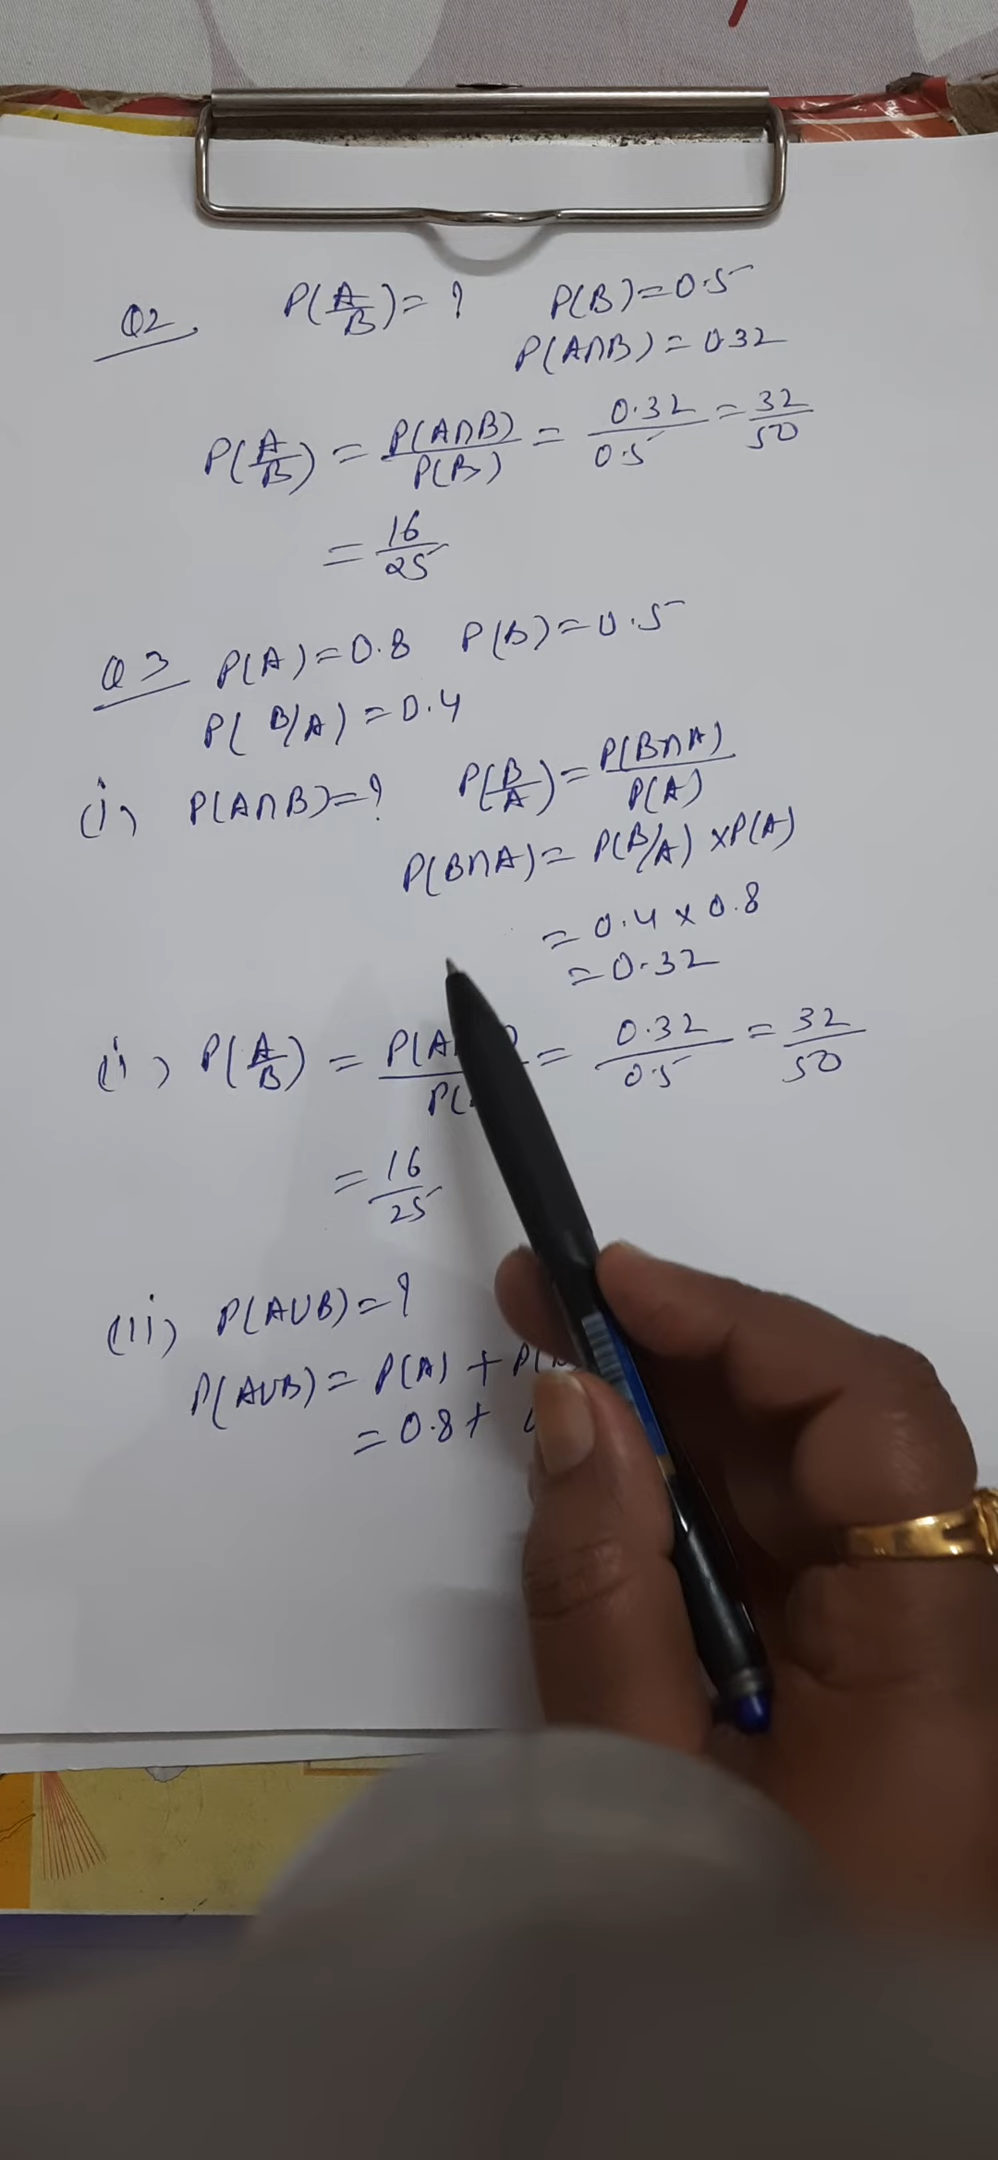 Q2. P(A/B)=? P(B)=0.5
P(A∩B)=0.32
P(A/B) = P(A∩B)/P(B) = 0.32/0.5 = 32/50
= 16/25
Q3 P(A)=0.8 P(B)=0.5
P(B/A)=0.4
(i) P(A∩B)=? P(B/A)=P(B∩A)/P(A)
P(B∩A)=P(B/A)×P(A)
=0.4×0.8
=0.32
(i) P(A/B) = P(A = 0.32/0.5 = 32/50
= 16/25
(ii) P(A∪B)=?
P(A∪B)=P(A)+P(
=0.8+